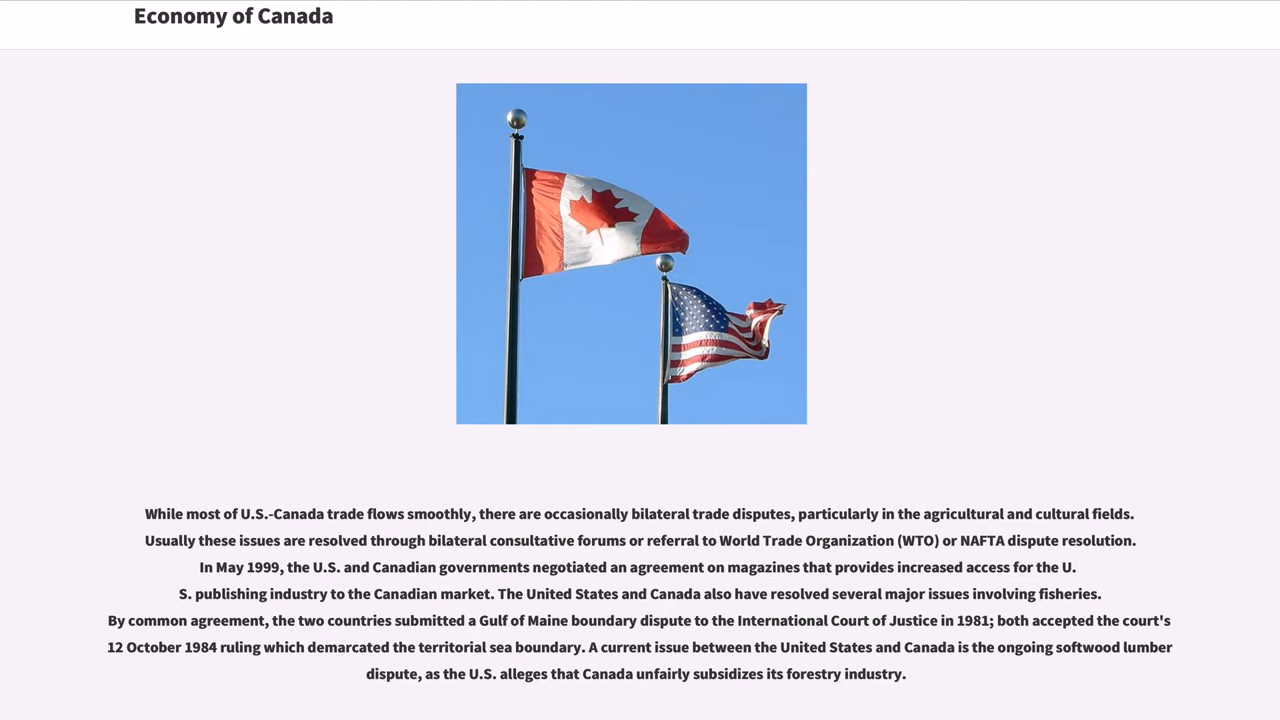 Economy of Canada
While most of U.S.-Canada trade flows smoothly, there are occasionally bilateral trade disputes, particularly in the agricultural and cultural fields.
Usually these issues are resolved through bilateral consultative forums or referral to World Trade Organization (WTO) or NAFTA dispute resolution.
In May 1999, the U.S. and Canadian governments negotiated an agreement on magazines that provides increased access for the U.
S. publishing industry to the Canadian market. The United States and Canada also have resolved several major issues involving fisheries.
By common agreement, the two countries submitted a Gulf of Maine boundary dispute to the International Court of Justice in 1981; both accepted the court's
12 October 1984 ruling which demarcated the territorial sea boundary. A current issue between the United States and Canada is the ongoing softwood lumber
dispute, as the U.S. alleges that Canada unfairly subsidizes its forestry industry.